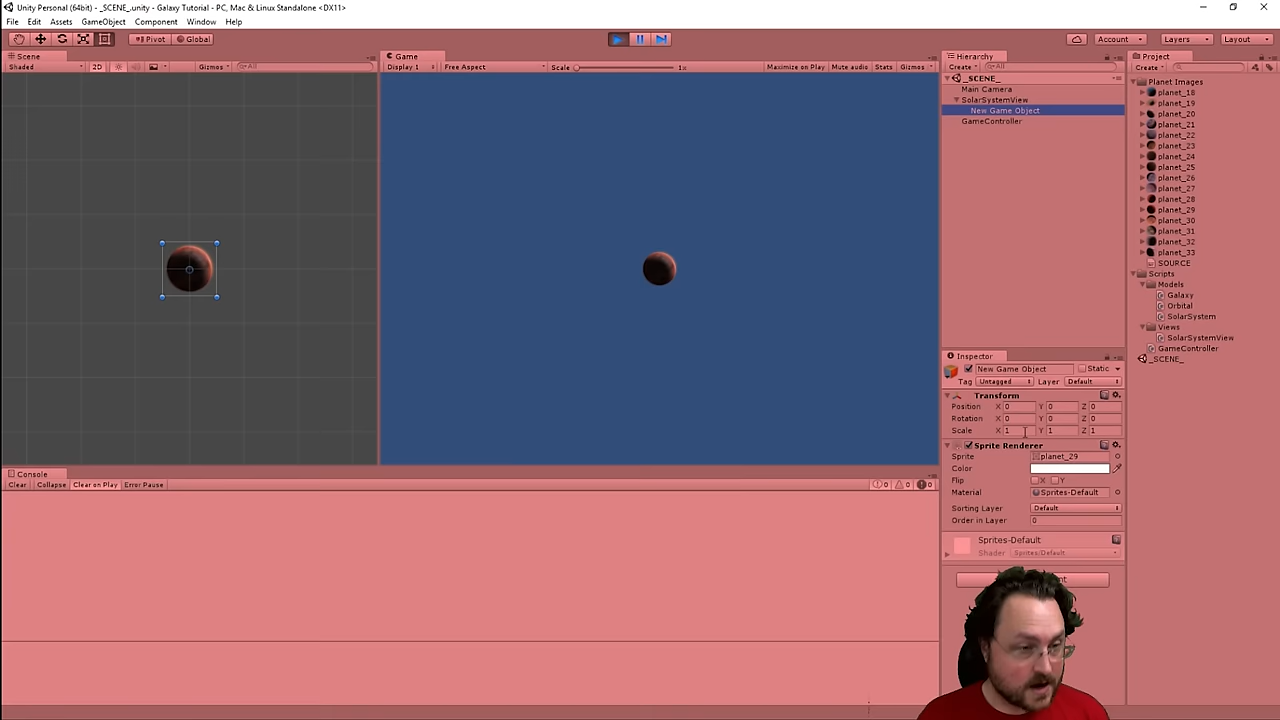 Unity Personal (64bit) - _SCENE_.unity - Galaxy Tutorial - PC, Mac & Linux Standalone <DX11>
File Edit Assets GameObject Component Window Help
Pivot Global Account Layers Layout
Scene
Shaded 2D Gizmos All
Game
Display 1 Free Aspect Scale 1x Maximize on Play Mute audio Stats Gizmos
Hierarchy
Create All
_SCENE_
Main Camera
SolarSystemView
New Game Object
GameController
Project
Create
Planet Images
planet_18
planet_19
planet_20
planet_21
planet_22
planet_23
planet_24
planet_25
planet_26
planet_27
planet_28
planet_29
planet_30
planet_31
planet_32
planet_33
SOURCE
Scripts
Models
Galaxy
Orbital
SolarSystem
Views
SolarSystemView
GameController
_SCENE_
Inspector
New Game Object Static
Tag Untagged Layer Default
Transform
Position X 0 Y 0 Z 0
Rotation X 0 Y 0 Z 0
Scale X 1 Y 1 Z 1
Sprite Renderer
Sprite planet_29
Color
Flip X Y
Material Sprites-Default
Sorting Layer Default
Order in Layer 0
Sprites-Default
Shader Sprites/Default
Console
Clear Collapse Clear on Play Error Pause 0 0 0